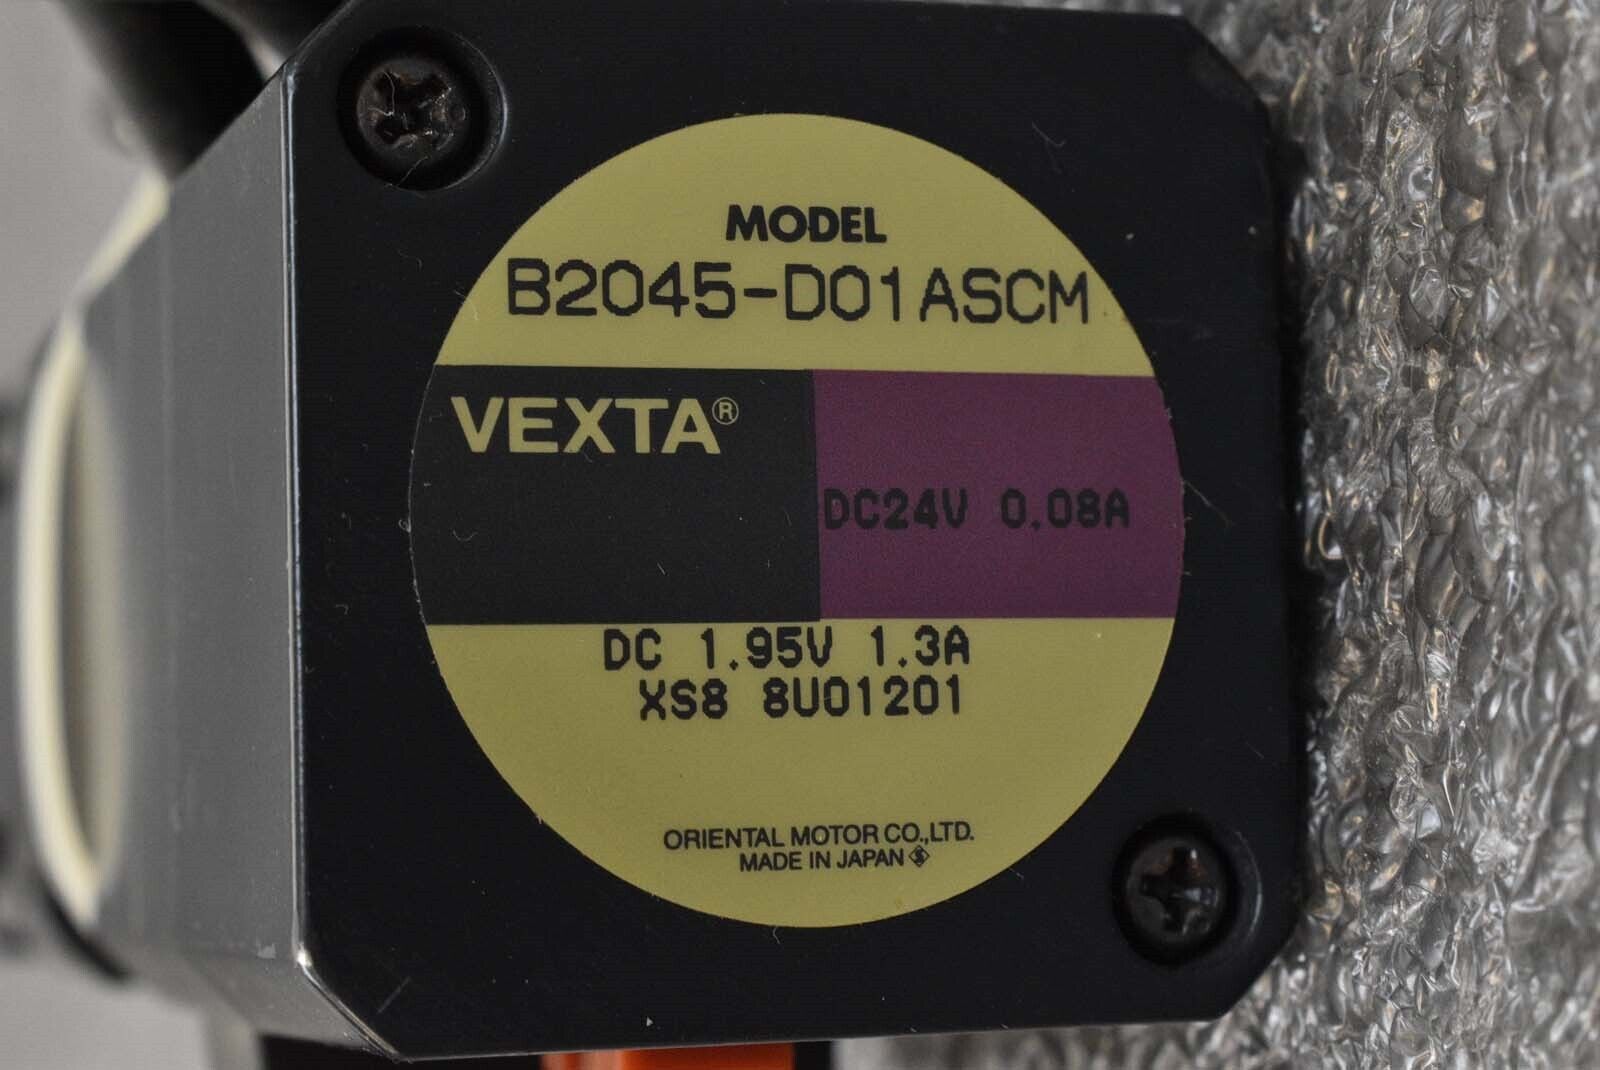 MODEL
B2045-D01ASCM
VEXTA®
DC24V 0.08A
DC 1.95V 1.3A
XS8 8U01201
ORIENTAL MOTOR CO.,LTD.
MADE IN JAPAN